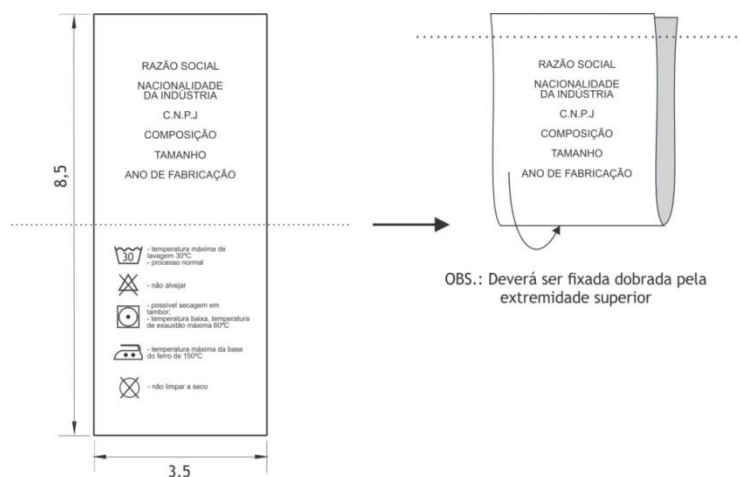 RAZÃO SOCIAL
NACIONALIDADE
DA INDÚSTRIA
C.N.P.J
COMPOSIÇÃO
TAMANHO
ANO DE FABRICAÇÃO
8,5
30
- temperatura máxima de
lavagem 30ºC
- processo normal
- não alvejar
- possível secagem em
tambor;
- temperatura baixa, temperatura
de exaustão máxima 60ºC
- temperatura máxima da base
do ferro de 150ºC
- não limpar a seco
3,5
RAZÃO SOCIAL
NACIONALIDADE
DA INDÚSTRIA
C.N.P.J
COMPOSIÇÃO
TAMANHO
ANO DE FABRICAÇÃO
OBS.: Deverá ser fixada dobrada pela
extremidade superior